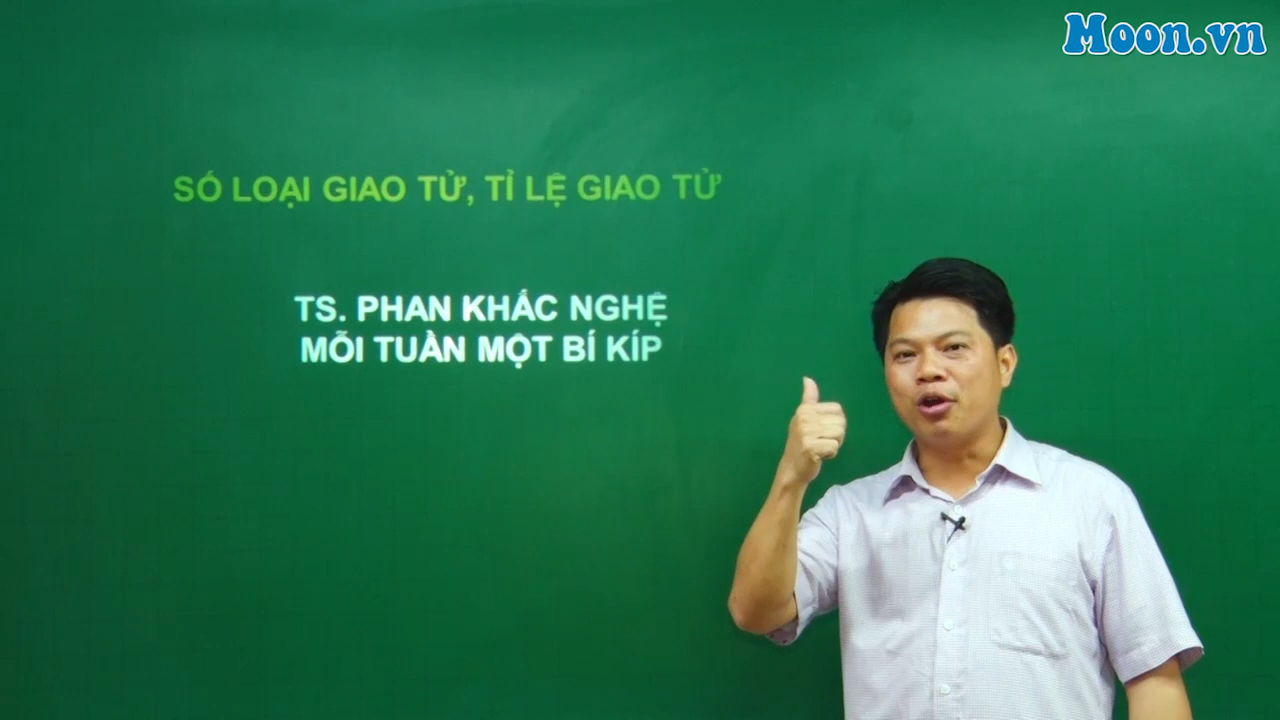 Moon.vn
SỐ LOẠI GIAO TỬ, TỈ LỆ GIAO TỬ
TS. PHAN KHẮC NGHỆ
MỖI TUẦN MỘT BÍ KÍP